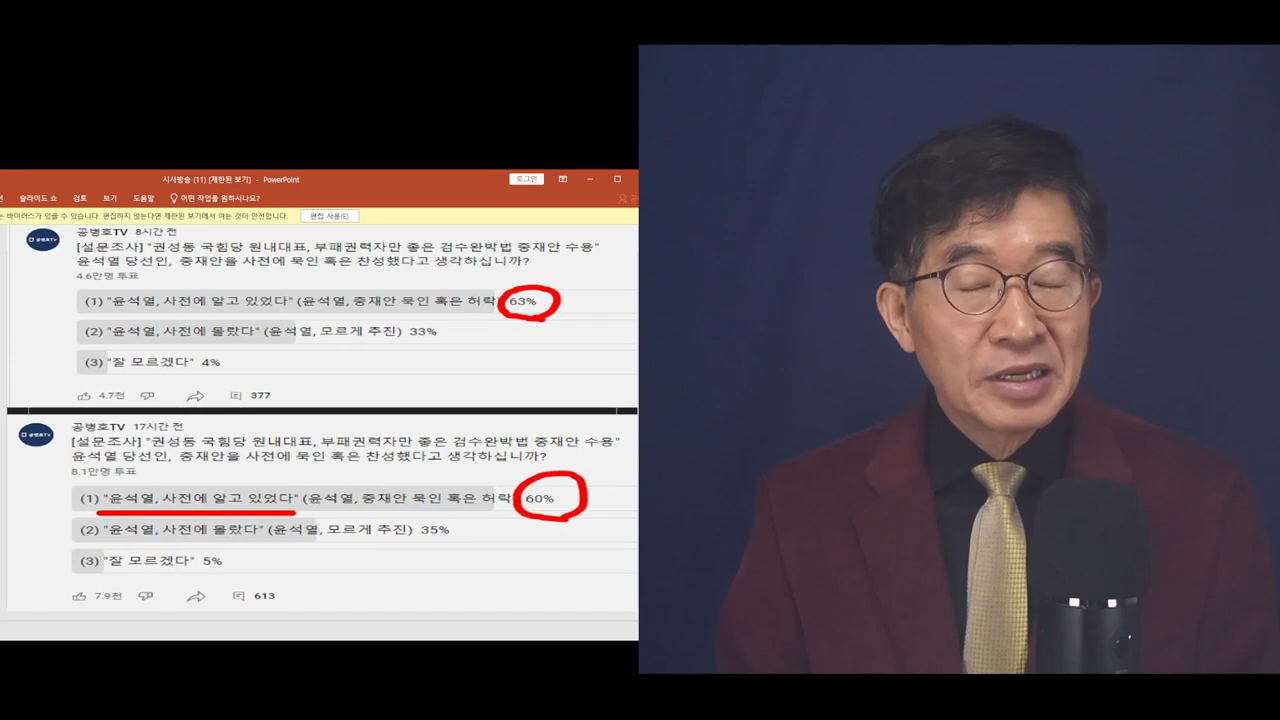 시사방송 (11) [제한된 보기] - PowerPoint
로그인
슬라이드 쇼 검토 보기 도움말 어떤 작업을 원하시나요?
는 바이러스가 있을 수 있습니다. 편집하지 않는다면 제한된 보기에서 여는 것이 안전합니다. 편집 사용(E)
공병호TV 8시간 전
[설문조사] "권성동 국힘당 원내대표, 부패권력자만 좋은 검수완박법 중재안 수용"
윤석열 당선인, 중재안을 사전에 묵인 혹은 찬성했다고 생각하십니까?
4.6만명 투표
(1) "윤석열, 사전에 알고 있었다" (윤석열, 중재안 묵인 혹은 허락) 63%
(2) "윤석열, 사전에 몰랐다" (윤석열, 모르게 추진) 33%
(3) "잘 모르겠다" 4%
4.7천 377
공병호TV 17시간 전
[설문조사] "권성동 국힘당 원내대표, 부패권력자만 좋은 검수완박법 중재안 수용"
윤석열 당선인, 중재안을 사전에 묵인 혹은 찬성했다고 생각하십니까?
8.1만명 투표
(1) "윤석열, 사전에 알고 있었다" (윤석열, 중재안 묵인 혹은 허락 60%
(2) "윤석열, 사전에 몰랐다" (윤석열, 모르게 추진) 35%
(3) "잘 모르겠다" 5%
7.9천 613